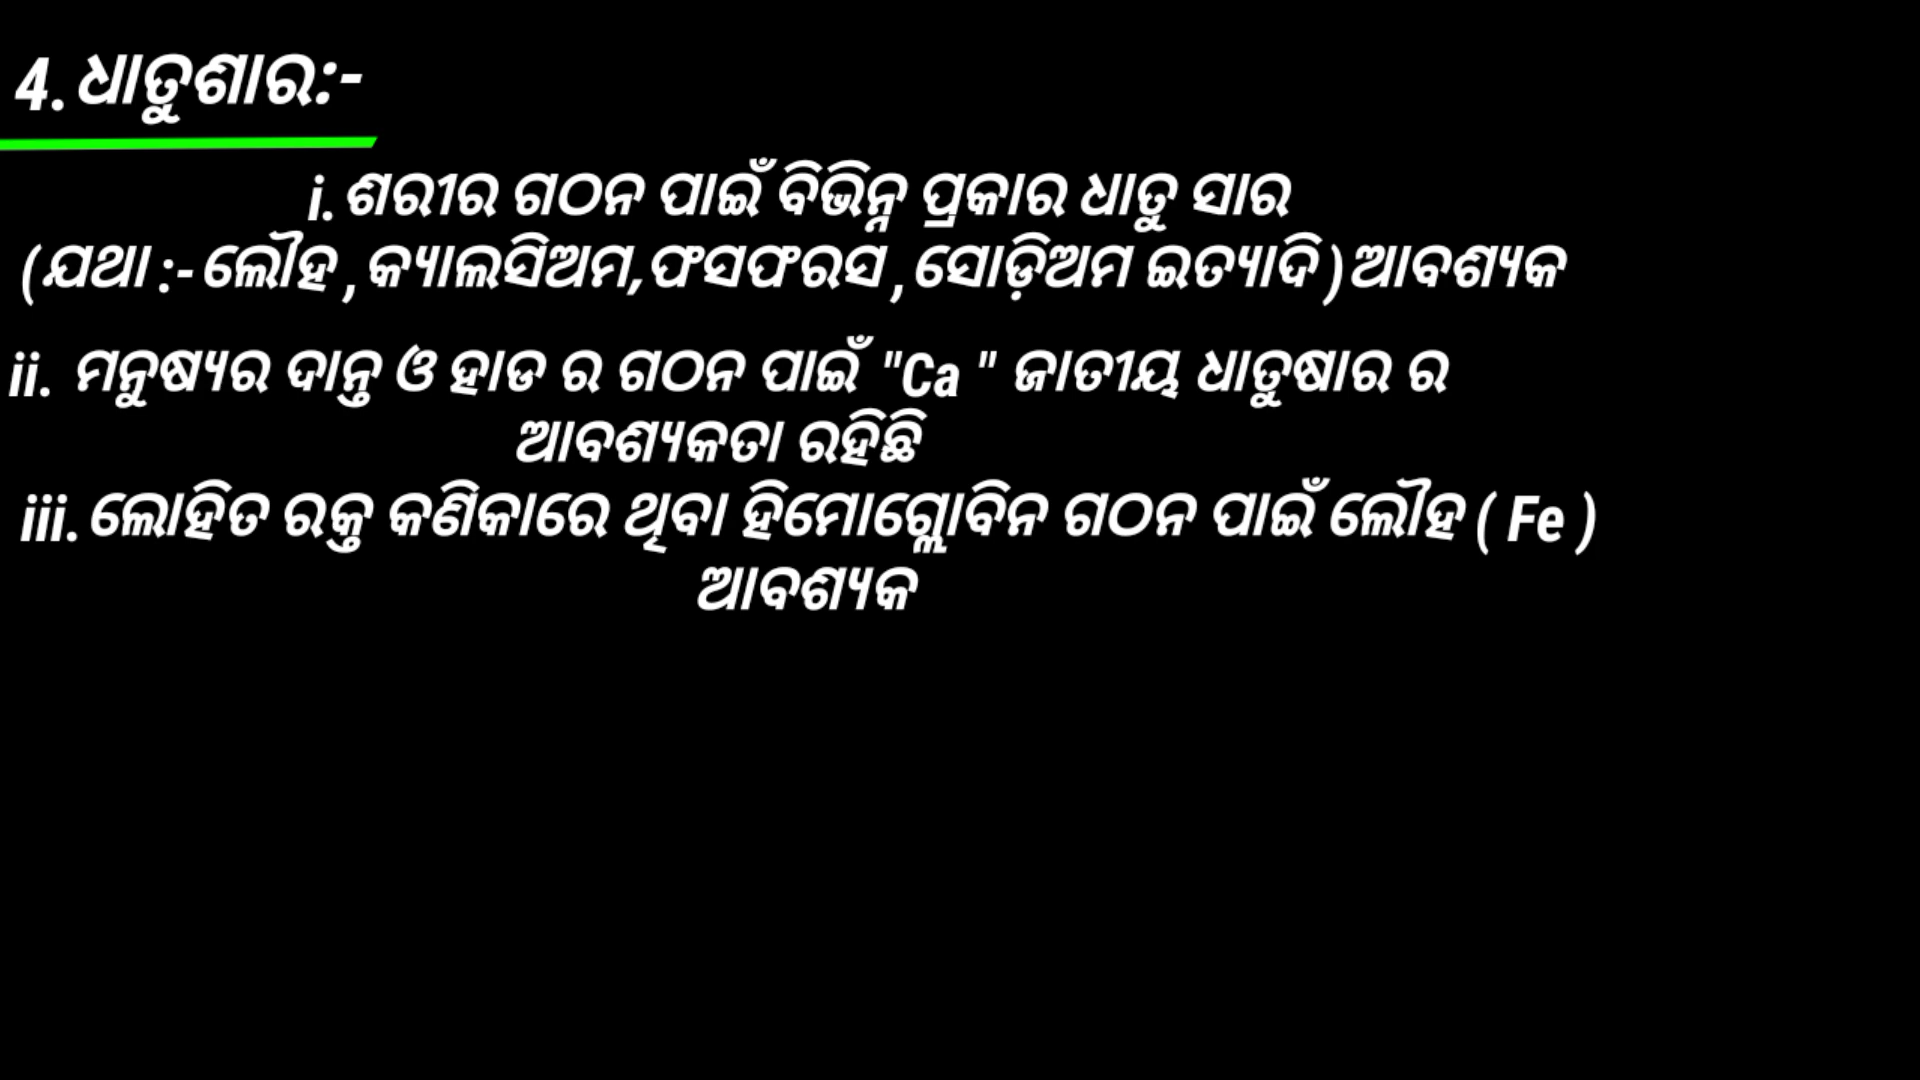 4. ଧାତୁଶାର:-
i. ଶରୀର ଗଠନ ପାଇଁ ବିଭିନ୍ନ ପ୍ରକାର ଧାତୁ ସାର
(ଯଥା :- ଲୌହ , କ୍ୟାଲସିଅମ, ଫସଫରସ , ସୋଡ଼ିଅମ ଇତ୍ୟାଦି ) ଆବଶ୍ୟକ
ii. ମନୁଷ୍ୟର ଦାନ୍ତ ଓ ହାଡ ର ଗଠନ ପାଇଁ "Ca " ଜାତୀୟ ଧାତୁଷାର ର
ଆବଶ୍ୟକତା ରହିଛି
iii. ଲୋହିତ ରକ୍ତ କଣିକାରେ ଥିବା ହିମୋଗ୍ଲୋବିନ ଗଠନ ପାଇଁ ଲୌହ ( Fe )
ଆବଶ୍ୟକ